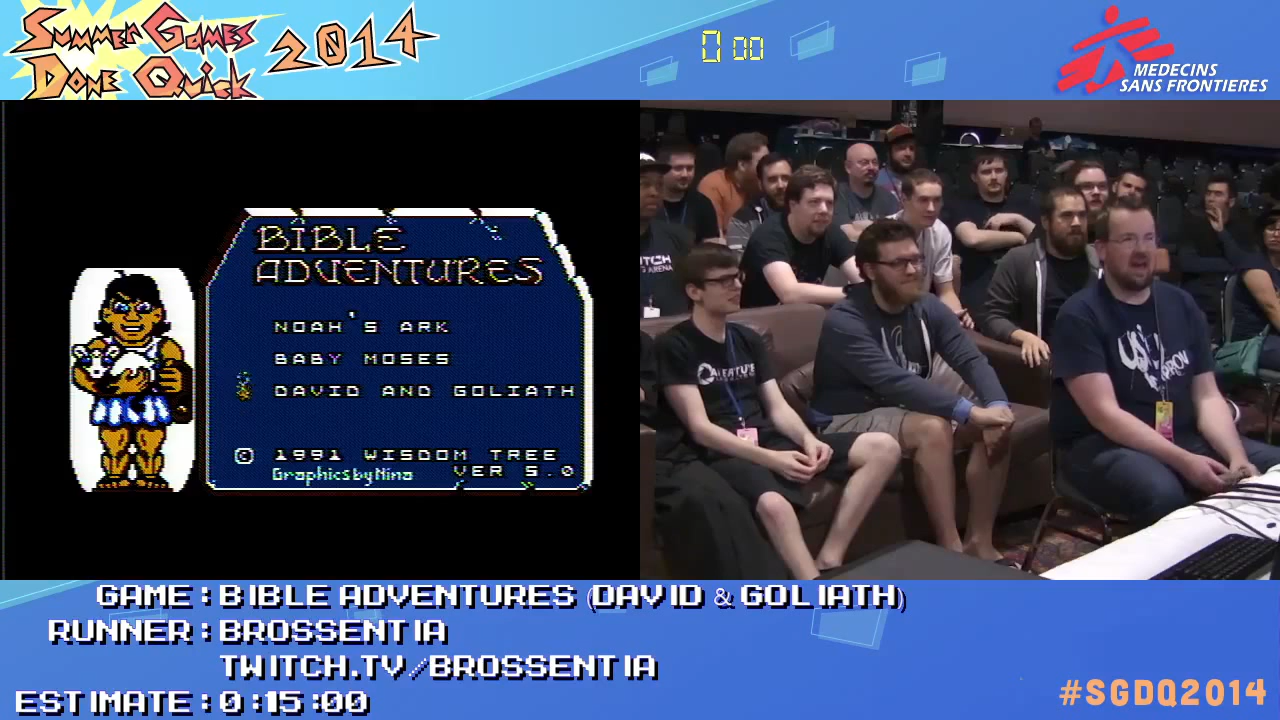 SUMMER GAMES
DONE QUICK
2014
0 00
MEDECINS
SANS FRONTIERES
BIBLE
ADVENTURES
NOAH'S ARK
BABY MOSES
DAVID AND GOLIATH
© 1991 WISDOM TREE
Graphics by Nina
VER 5.0
GAME: BIBLE ADVENTURES (DAVID & GOLIATH)
RUNNER: BROSSENTIA
TWITCH.TV/BROSSENTIA
ESTIMATE: 0:15:00
#SGDQ2014